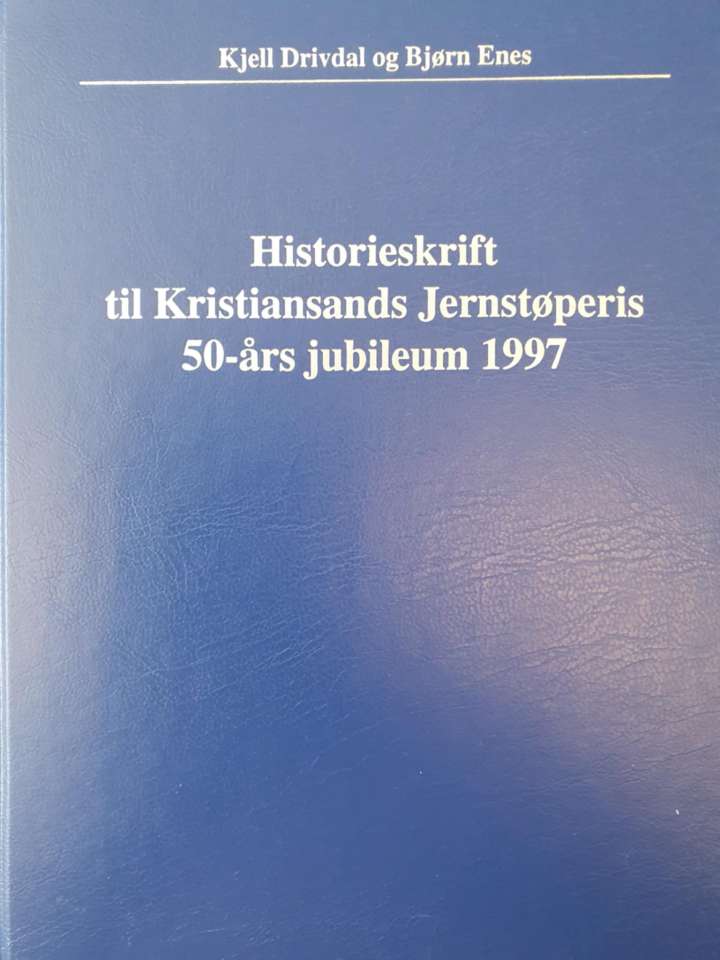 Kjell Drivdal og Bjørn Enes
Historieskrift
til Kristiansands Jernstøperis
50-års jubileum 1997